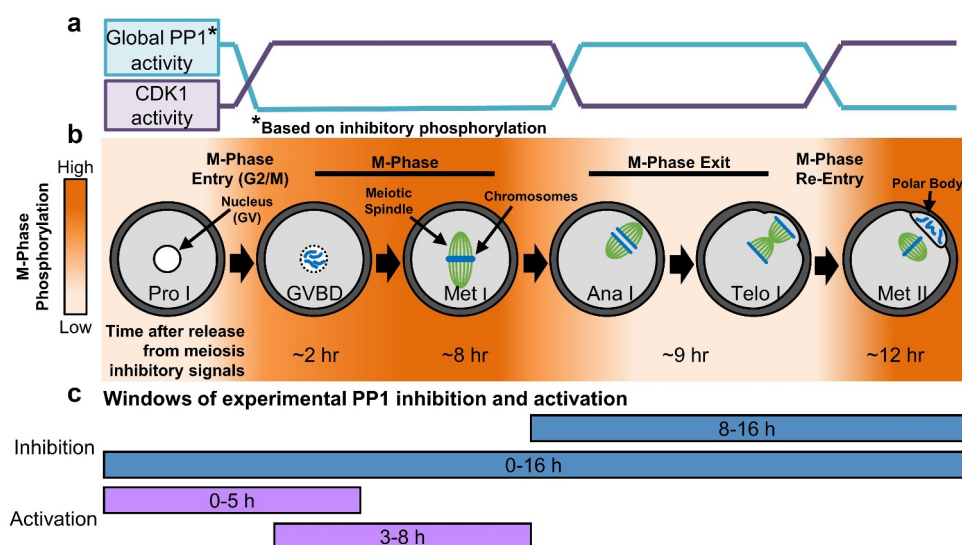 a
Global PP1*
activity
CDK1
activity
*Based on inhibitory phosphorylation
b
High
M-Phase
Phosphorylation
Low
M-Phase
Entry (G2/M)
M-Phase
M-Phase Exit
M-Phase
Re-Entry
Nucleus
(GV)
Meiotic
Spindle
Chromosomes
Polar Body
Pro I
GVBD
Met I
Ana I
Telo I
Met II
Time after release
from meiosis
inhibitory signals
~2 hr
~8 hr
~9 hr
~12 hr
c
Windows of experimental PP1 inhibition and activation
Inhibition
8-16 h
0-16 h
Activation
0-5 h
3-8 h